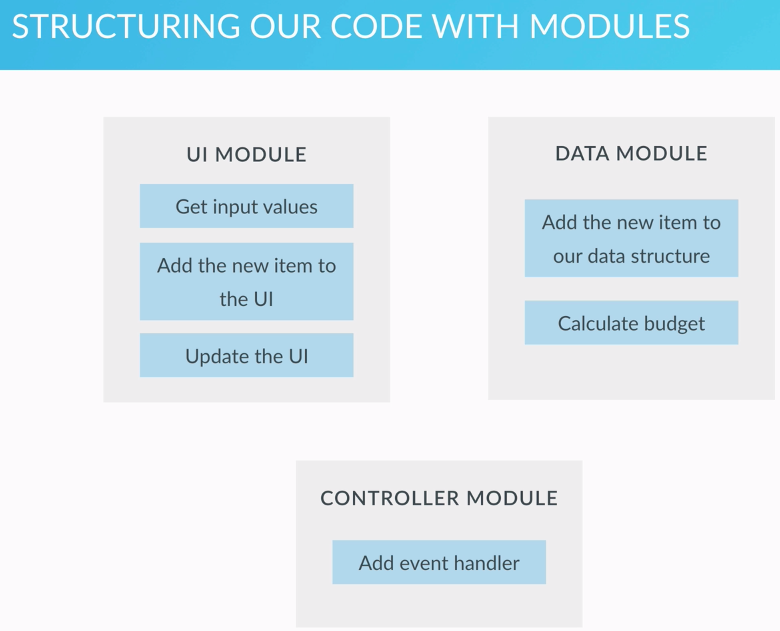 STRUCTURING OUR CODE WITH MODULES
UI MODULE
Get input values
Add the new item to
the UI
Update the UI
DATA MODULE
Add the new item to
our data structure
Calculate budget
CONTROLLER MODULE
Add event handler